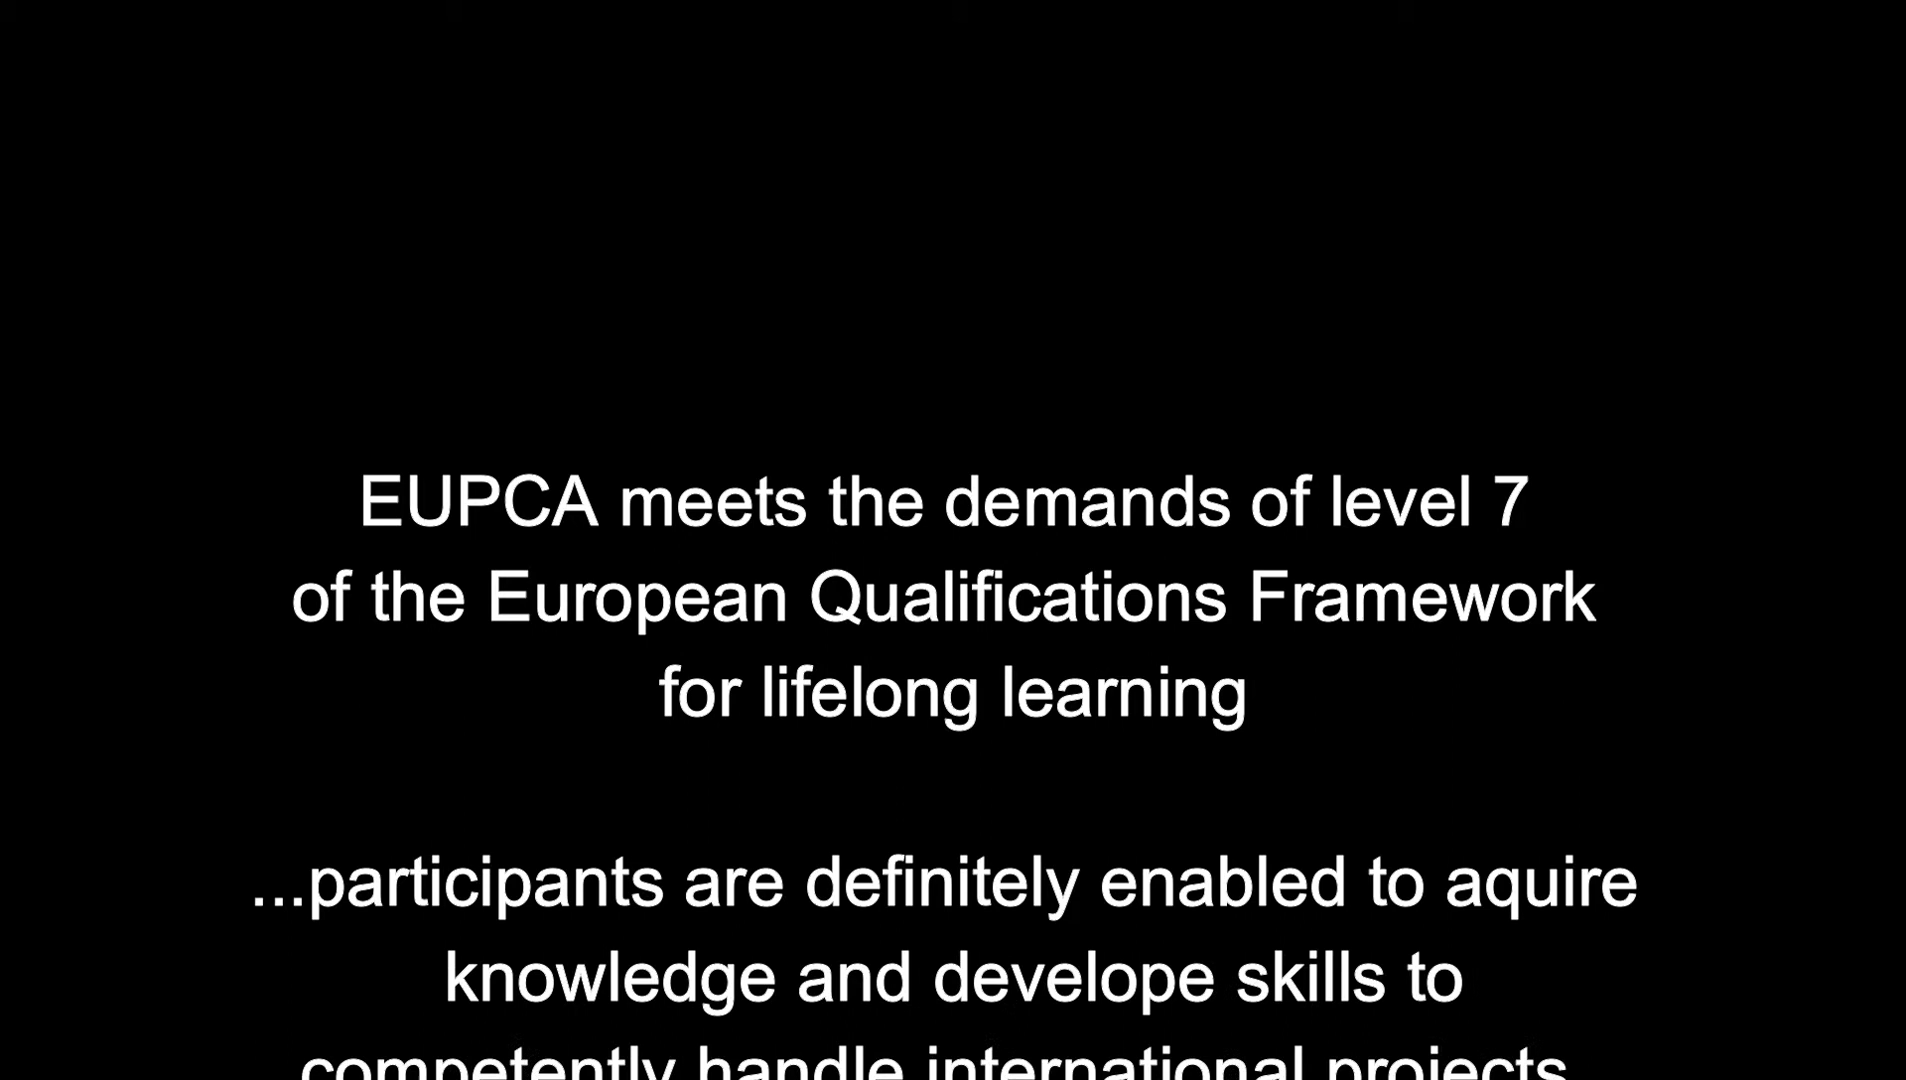 EUPCA meets the demands of level 7
of the European Qualifications Framework
for lifelong learning
...participants are definitely enabled to aquire
knowledge and develope skills to
competently handle international projects